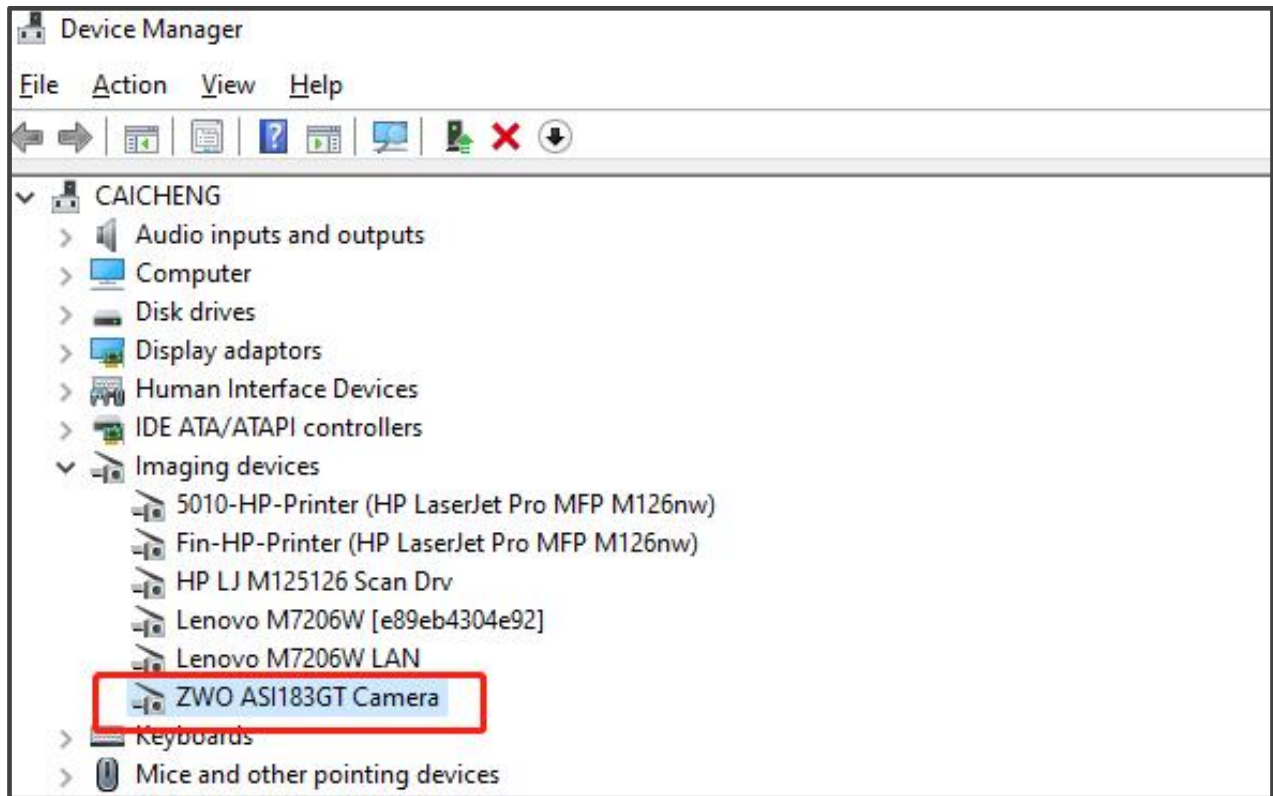 Device Manager
File Action View Help
CAICHENG
Audio inputs and outputs
Computer
Disk drives
Display adaptors
Human Interface Devices
IDE ATA/ATAPI controllers
Imaging devices
5010-HP-Printer (HP LaserJet Pro MFP M126nw)
Fin-HP-Printer (HP LaserJet Pro MFP M126nw)
HP LJ M125126 Scan Drv
Lenovo M7206W [e89eb4304e92]
Lenovo M7206W LAN
ZWO ASI183GT Camera
Keyboards
Mice and other pointing devices